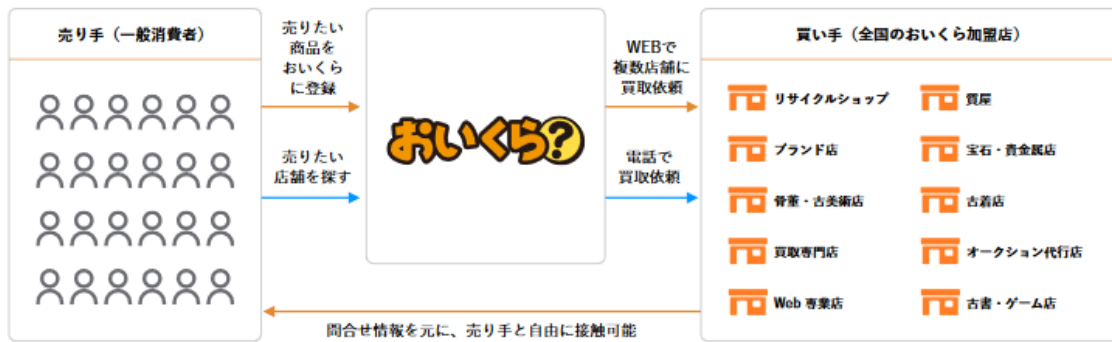 売り手（一般消費者）
売りたい
商品を
おいくら
に登録
売りたい
店舗を探す
おいくら?
WEBで
複数店舗に
買取依頼
電話で
買取依頼
買い手（全国のおいくら加盟店）
リサイクルショップ
質屋
ブランド店
宝石・貴金属店
骨董・古美術店
古着店
買取専門店
オークション代行店
Web 専業店
古書・ゲーム店
問合せ情報を元に、売り手と自由に接触可能